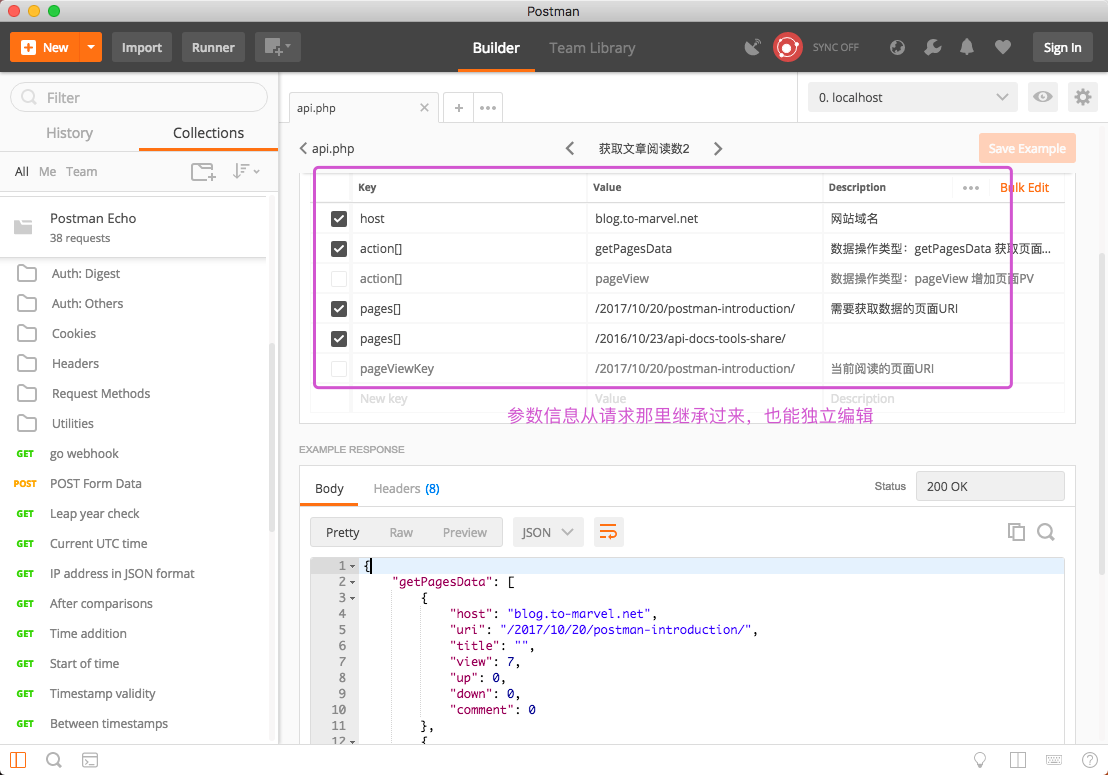 Postman
New Import Runner Builder Team Library SYNC OFF Sign In
Filter
History Collections
All Me Team
Postman Echo
38 requests
Auth: Digest
Auth: Others
Cookies
Headers
Request Methods
Utilities
GET go webhook
POST POST Form Data
GET Leap year check
GET Current UTC time
GET IP address in JSON format
GET After comparisons
GET Time addition
GET Start of time
GET Timestamp validity
GET Between timestamps
api.php
0. localhost
api.php 获取文章阅读数2 Save Example
Key Value Description Bulk Edit
host blog.to-marvel.net 网站域名
action[] getPagesData 数据操作类型：getPagesData 获取页面...
action[] pageView 数据操作类型：pageView 增加页面PV
pages[] /2017/10/20/postman-introduction/ 需要获取数据的页面URI
pages[] /2016/10/23/api-docs-tools-share/
pageViewKey /2017/10/20/postman-introduction/ 当前阅读的页面URI
New key Value Description
参数信息从请求那里继承过来，也能独立编辑
EXAMPLE RESPONSE
Body Headers (8) Status 200 OK
Pretty Raw Preview JSON
1 {
2 "getPagesData": [
3 {
4 "host": "blog.to-marvel.net",
5 "uri": "/2017/10/20/postman-introduction/",
6 "title": "",
7 "view": 7,
8 "up": 0,
9 "down": 0,
10 "comment": 0
11 },
12 {